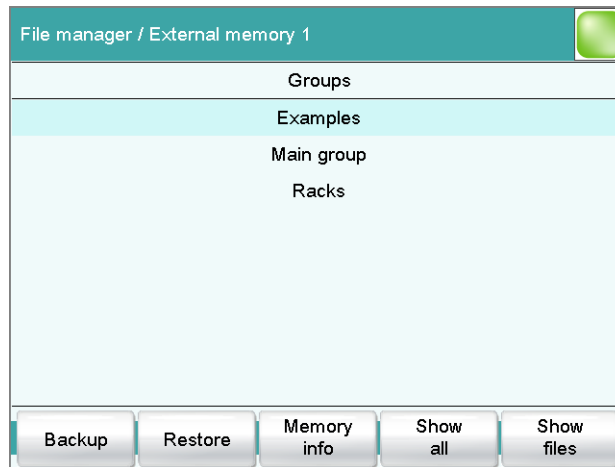 File manager / External memory 1
Groups
Examples
Main group
Racks
Backup
Restore
Memory
info
Show
all
Show
files